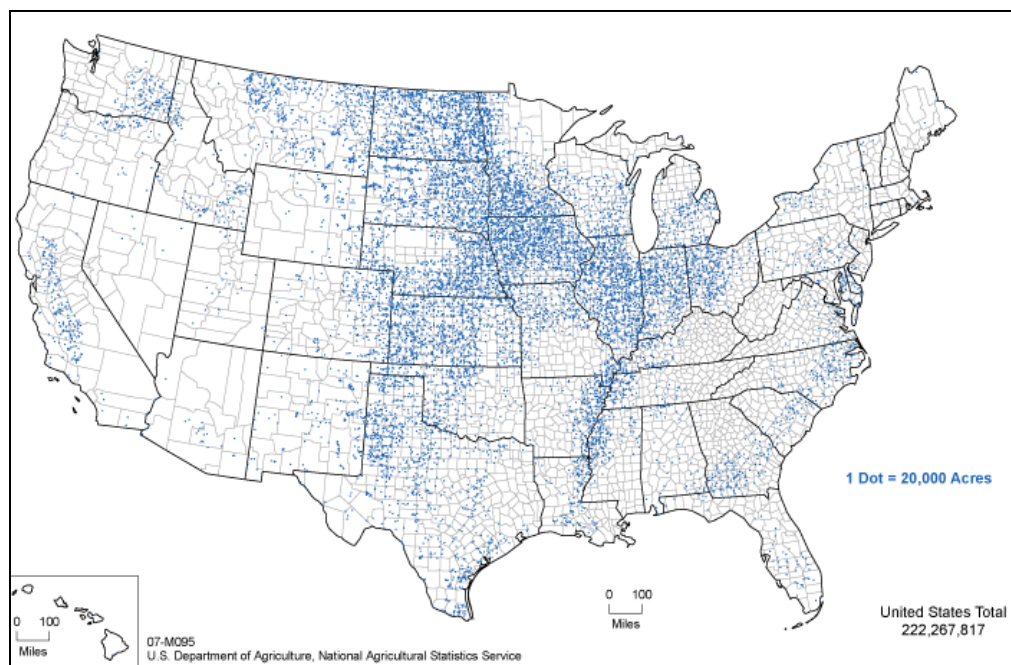 1 Dot = 20,000 Acres
United States Total
222,267,817
0 100
Miles
0 100
Miles
07-M095
U.S. Department of Agriculture, National Agricultural Statistics Service